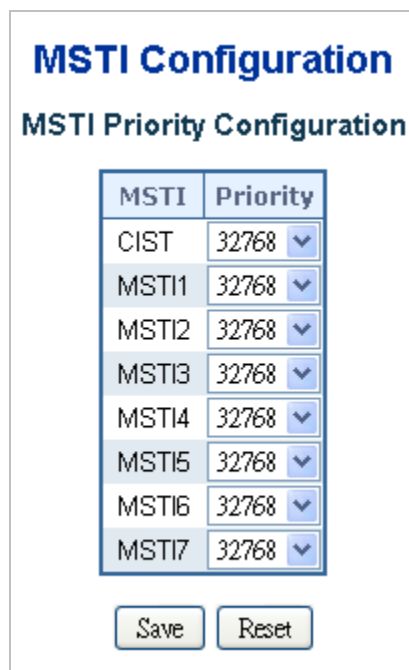 MSTI Configuration
MSTI Priority Configuration
MSTI Priority
CIST 32768
MSTI1 32768
MSTI2 32768
MSTI3 32768
MSTI4 32768
MSTI5 32768
MSTI6 32768
MSTI7 32768
Save Reset